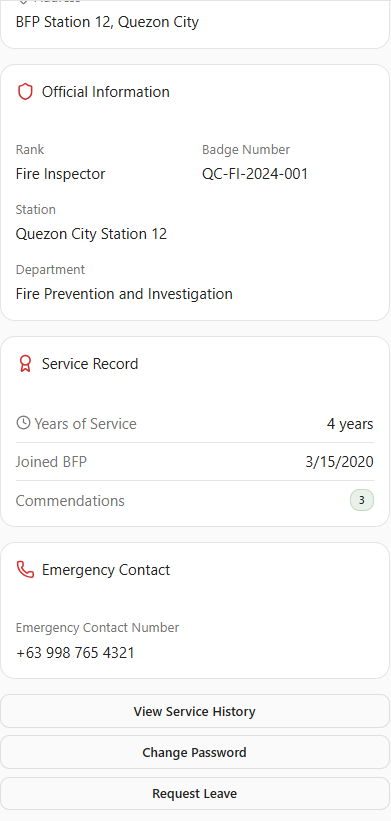 BFP Station 12, Quezon City
Official Information
Rank Badge Number
Fire Inspector QC-FI-2024-001
Station
Quezon City Station 12
Department
Fire Prevention and Investigation
Service Record
Years of Service 4 years
Joined BFP 3/15/2020
Commendations 3
Emergency Contact
Emergency Contact Number
+63 998 765 4321
View Service History
Change Password
Request Leave